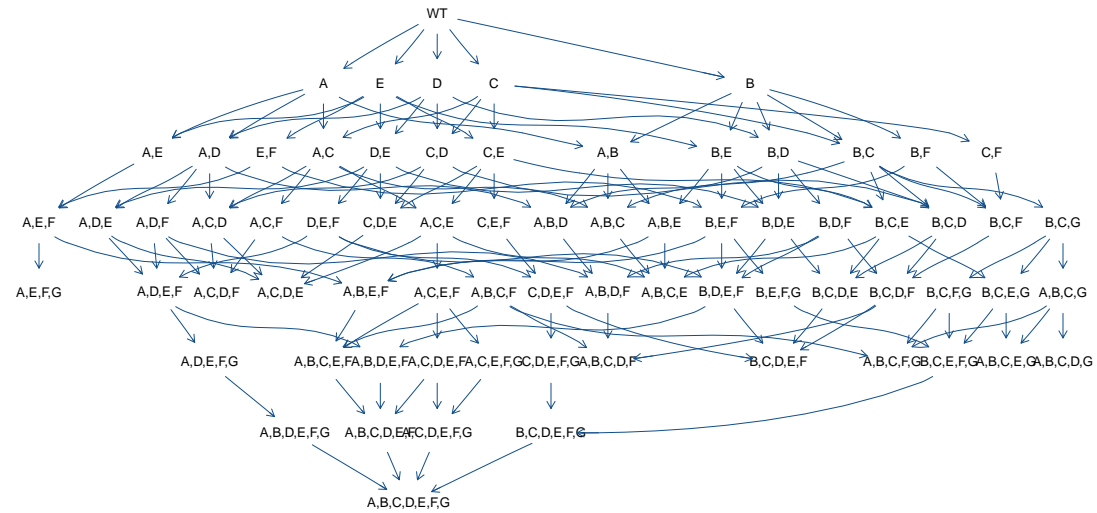 WT
A E D C B
A,E A,D E,F A,C D,E C,D C,E A,B B,E B,D B,C B,F C,F
A,E,F A,D,E A,D,F A,C,D A,C,F D,E,F C,D,E A,C,E C,E,F A,B,D A,B,C A,B,E B,E,F B,D,E B,D,F B,C,E B,C,D B,C,F B,C,G
A,E,F,G A,D,E,F A,C,D,F A,C,D,E A,B,E,F A,C,E,F A,B,C,F C,D,E,F A,B,D,F A,B,C,E B,D,E,F B,E,F,G B,C,D,E B,C,D,F B,C,F,G B,C,E,G A,B,C,G
A,D,E,F,G A,B,C,E,F A,B,D,E,F A,C,D,E,F A,C,E,F,G C,D,E,F,G A,B,C,D,F B,C,D,E,F A,B,C,F,G B,C,E,F,G A,B,C,E,G A,B,C,D,G
A,B,D,E,F,G A,B,C,D,E,F A,C,D,E,F,G B,C,D,E,F,G
A,B,C,D,E,F,G